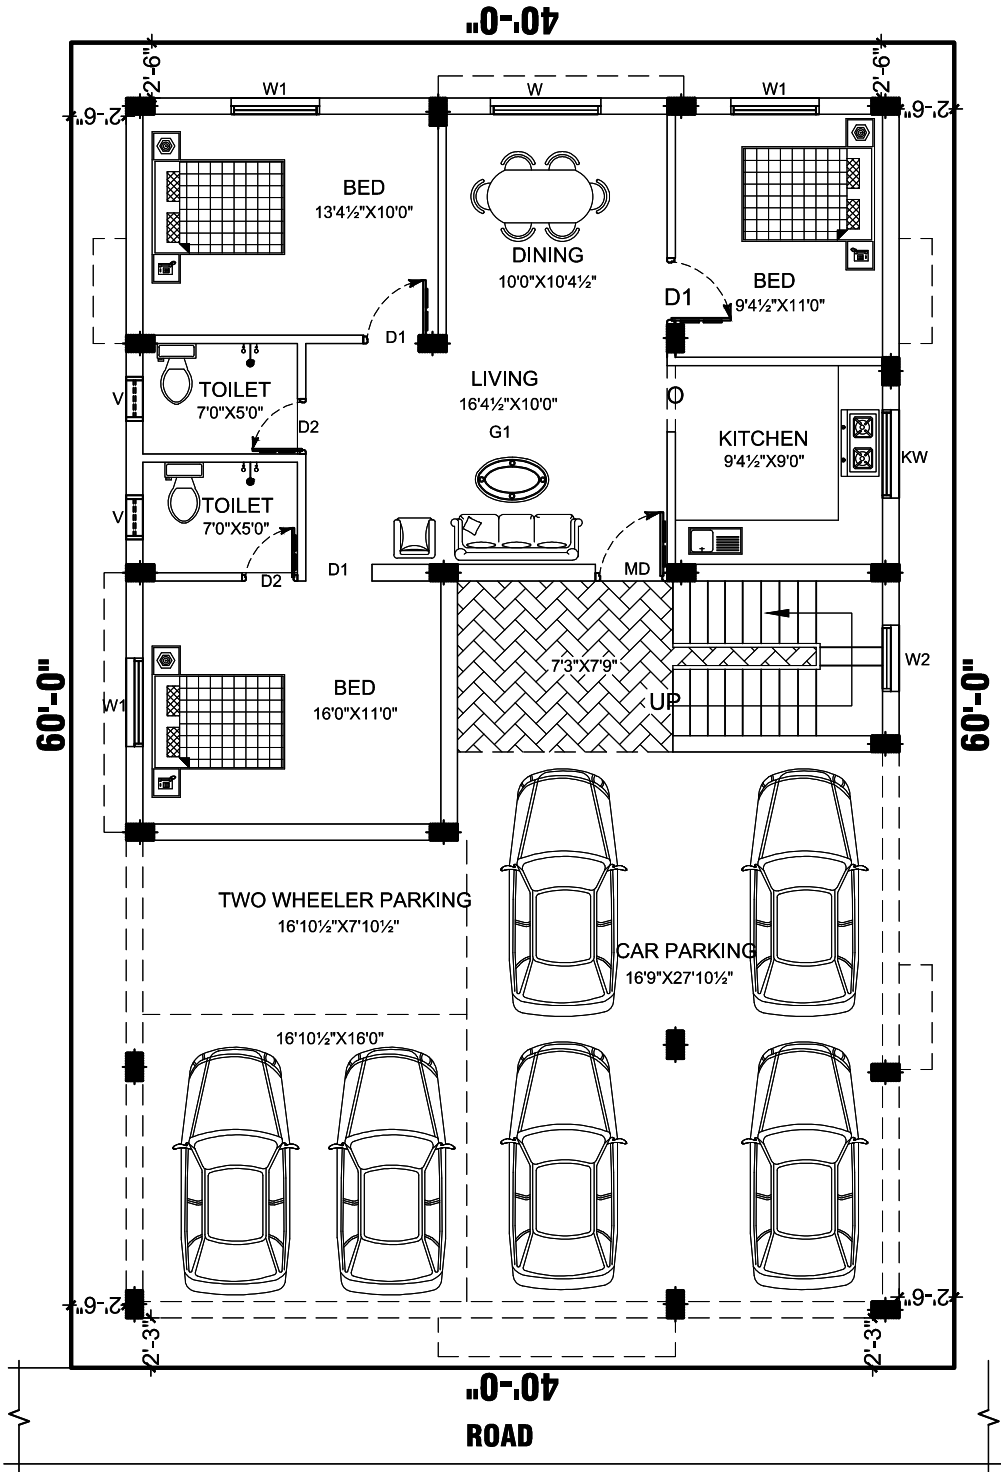 40'-0"
2'-6"
2'-6"
2'-6"
W1
W
W1
2'-6"
BED
13'4½"X10'0"
DINING
10'0"X10'4½"
BED
9'4½"X11'0"
D1
D1
TOILET
7'0"X5'0"
V
D2
LIVING
16'4½"X10'0"
G1
O
KITCHEN
9'4½"X9'0"
KW
TOILET
7'0"X5'0"
V
D2
D1
MD
7'3"X7'9"
W2
UP
60'-0"
60'-0"
W1
BED
16'0"X11'0"
TWO WHEELER PARKING
16'10½"X7'10½"
CAR PARKING
16'9"X27'10½"
16'10½"X16'0"
2'-6"
2'-6"
2'-3"
2'-3"
40'-0"
ROAD